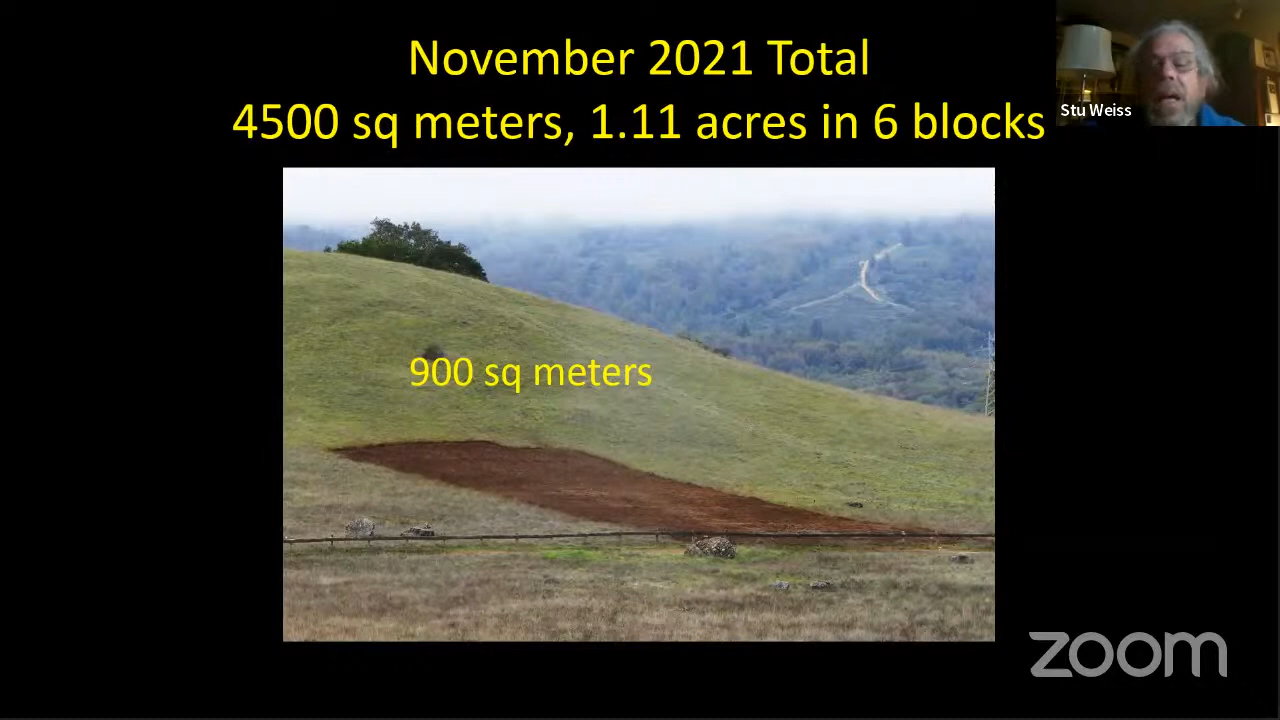 November 2021 Total
4500 sq meters, 1.11 acres in 6 blocks
Stu Weiss
900 sq meters
zoom